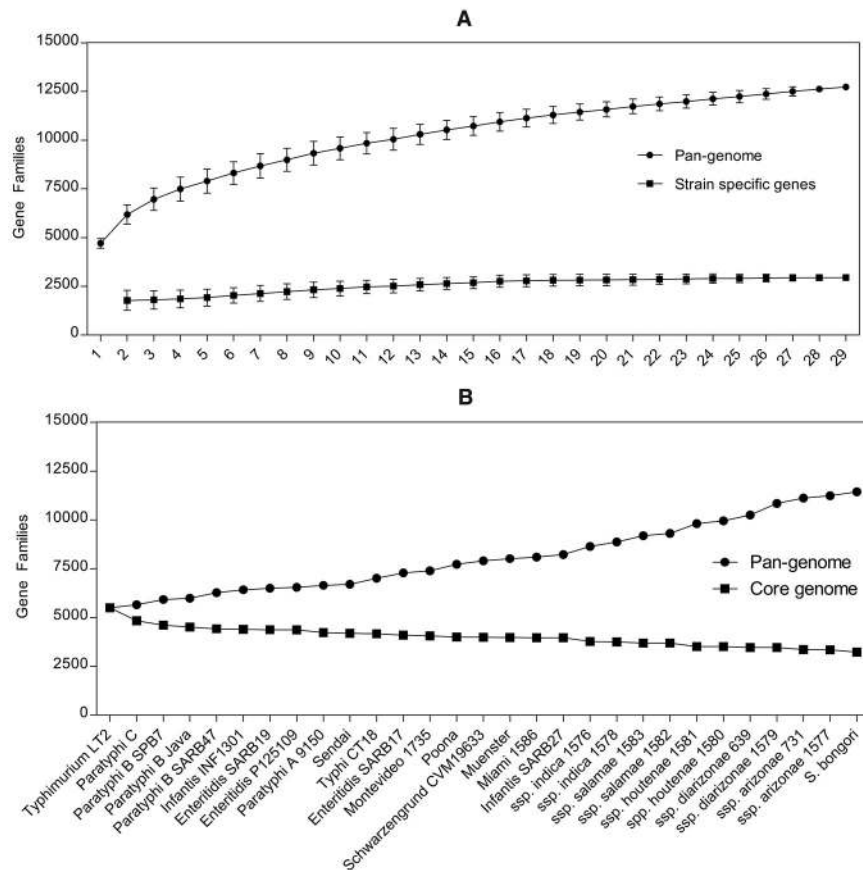 A
15000
12500
10000
7500
5000
2500
0
Gene Families
Pan-genome
Strain specific genes
1 2 3 4 5 6 7 8 9 10 11 12 13 14 15 16 17 18 19 20 21 22 23 24 25 26 27 28 29
B
15000
12500
10000
7500
5000
2500
0
Gene Families
Pan-genome
Core genome
Typhimurium LT2
Paratyphi C
Paratyphi B SPB7
Paratyphi B Java
Paratyphi B SARB47
Infantis INF1301
Enteritidis SARB19
Enteritidis P125109
Paratyphi A 9150
Sendai
Typhi CT18
Enteritidis SARB17
Montevideo 1735
Poona
Schwarzengrund CVM19633
Muenster
Miami 1586
Infantis SARB27
ssp. indica 1576
ssp. indica 1578
ssp. salamae 1583
ssp. salamae 1582
ssp. houtenae 1581
spp. houtenae 1580
ssp. diarizonae 639
ssp. diarizonae 1579
ssp. arizonae 731
ssp. arizonae 1577
S. bongori